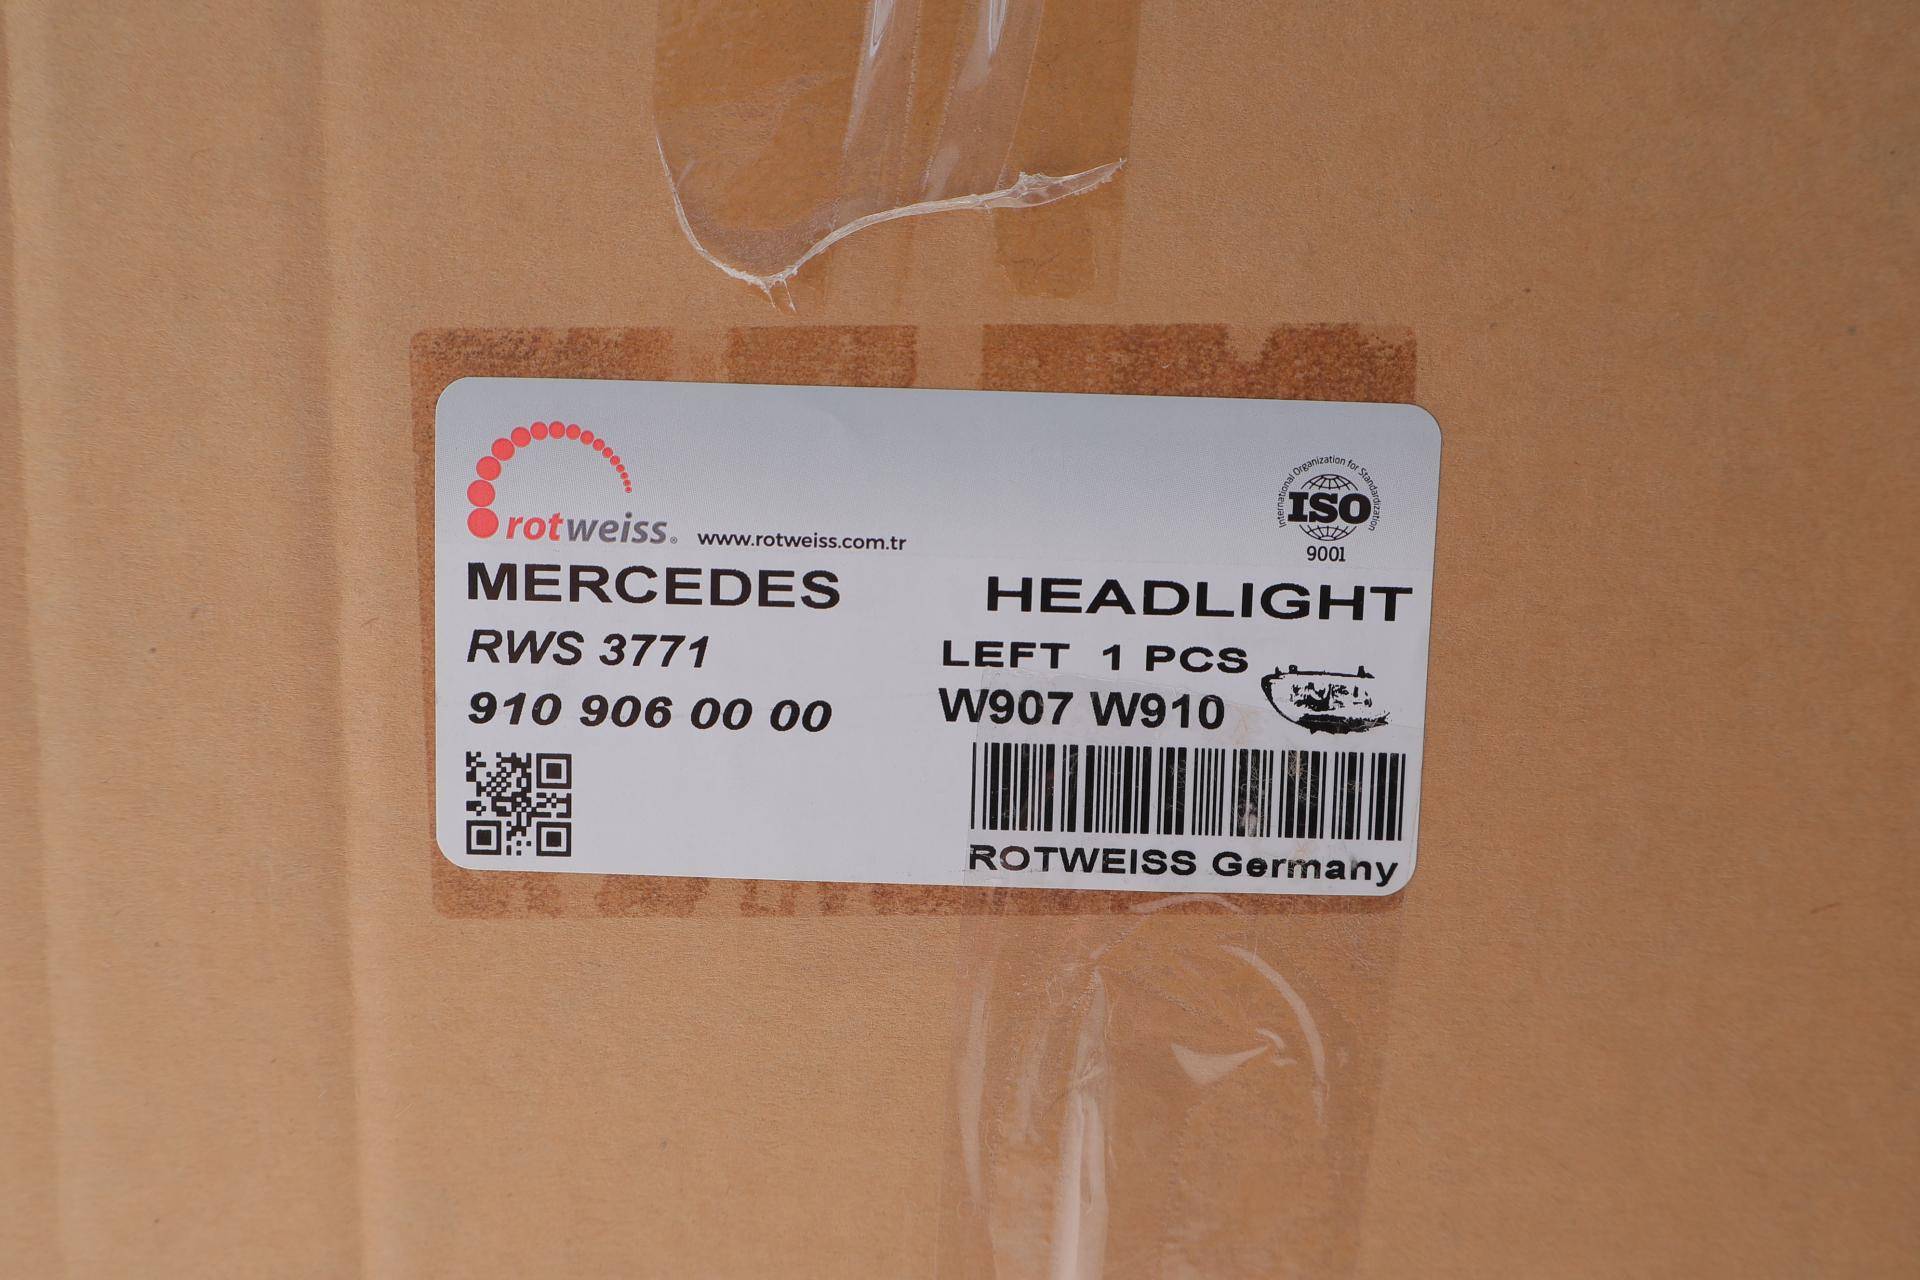 rotweiss®
www.rotweiss.com.tr
International Organization for Standardization
ISO
9001
MERCEDES
HEADLIGHT
RWS 3771
LEFT 1 PCS
910 906 00 00
W907 W910
ROTWEISS Germany